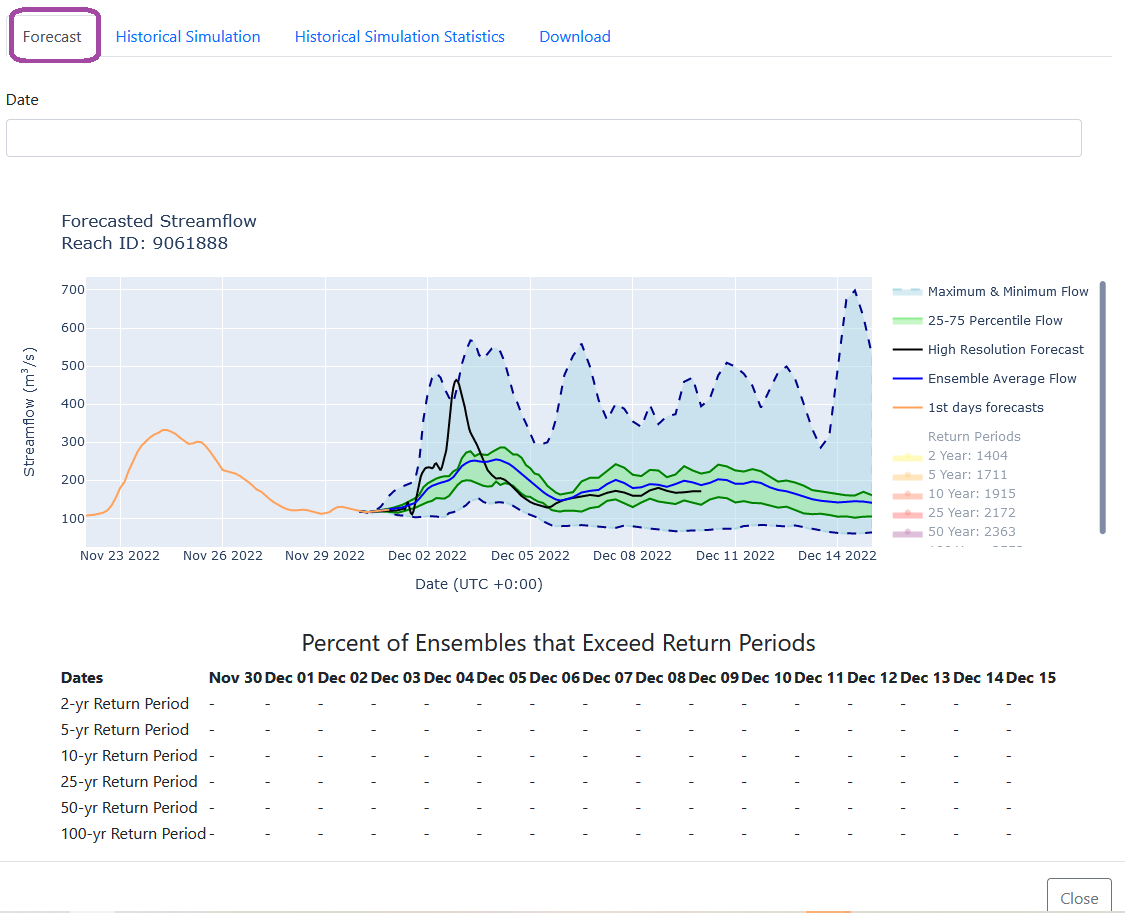 Forecast Historical Simulation Historical Simulation Statistics Download
Date
Forecasted Streamflow
Reach ID: 9061888
Streamflow (m³/s)
700
600
500
400
300
200
100
Nov 23 2022 Nov 26 2022 Nov 29 2022 Dec 02 2022 Dec 05 2022 Dec 08 2022 Dec 11 2022 Dec 14 2022
Date (UTC +0:00)
Maximum & Minimum Flow
25-75 Percentile Flow
High Resolution Forecast
Ensemble Average Flow
1st days forecasts
Return Periods
2 Year: 1404
5 Year: 1711
10 Year: 1915
25 Year: 2172
50 Year: 2363
Percent of Ensembles that Exceed Return Periods
Dates Nov 30 Dec 01 Dec 02 Dec 03 Dec 04 Dec 05 Dec 06 Dec 07 Dec 08 Dec 09 Dec 10 Dec 11 Dec 12 Dec 13 Dec 14 Dec 15
2-yr Return Period - - - - - - - - - - - - - - - -
5-yr Return Period - - - - - - - - - - - - - - - -
10-yr Return Period - - - - - - - - - - - - - - - -
25-yr Return Period - - - - - - - - - - - - - - - -
50-yr Return Period - - - - - - - - - - - - - - - -
100-yr Return Period - - - - - - - - - - - - - - - -
Close